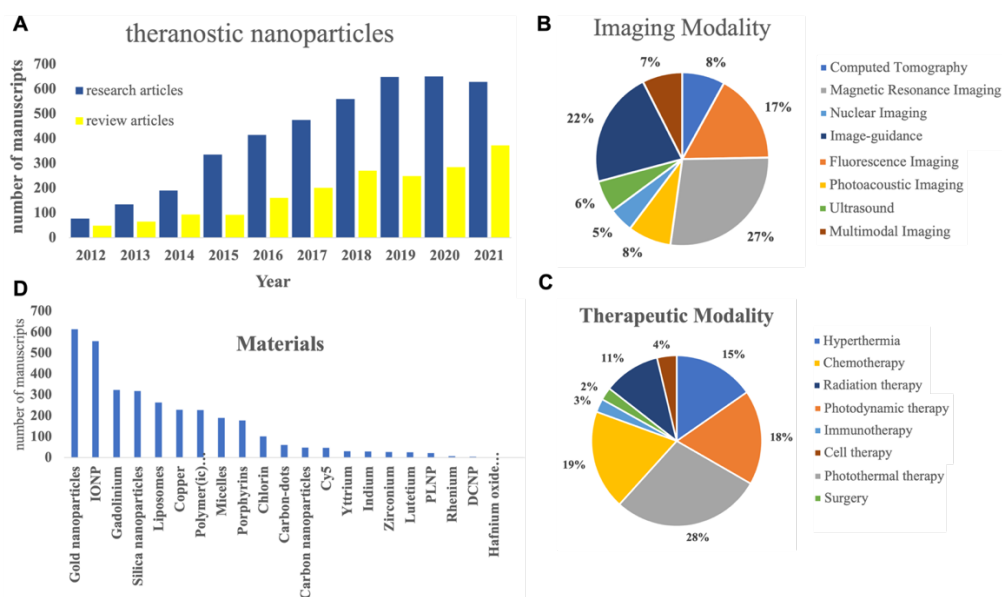 A
theranostic nanoparticles
number of manuscripts
700
600
500
400
300
200
100
0
research articles
review articles
2012 2013 2014 2015 2016 2017 2018 2019 2020 2021
Year
B
Imaging Modality
7%
8%
17%
22%
6%
5%
8%
27%
Computed Tomography
Magnetic Resonance Imaging
Nuclear Imaging
Image-guidance
Fluorescence Imaging
Photoacoustic Imaging
Ultrasound
Multimodal Imaging
D
Materials
number of manuscripts
700
600
500
400
300
200
100
0
Gold nanoparticles
IONP
Gadolinium
Silica nanoparticles
Liposomes
Copper
Polymer(ic)...
Micelles
Porphyrins
Chlorin
Carbon-dots
Carbon nanoparticles
Cy5
Yttrium
Indium
Zirconium
Lutetium
PLNP
Rhenium
DCNP
Hafnium oxide...
C
Therapeutic Modality
4%
15%
11%
2%
3%
18%
19%
28%
Hyperthermia
Chemotherapy
Radiation therapy
Photodynamic therapy
Immunotherapy
Cell therapy
Photothermal therapy
Surgery